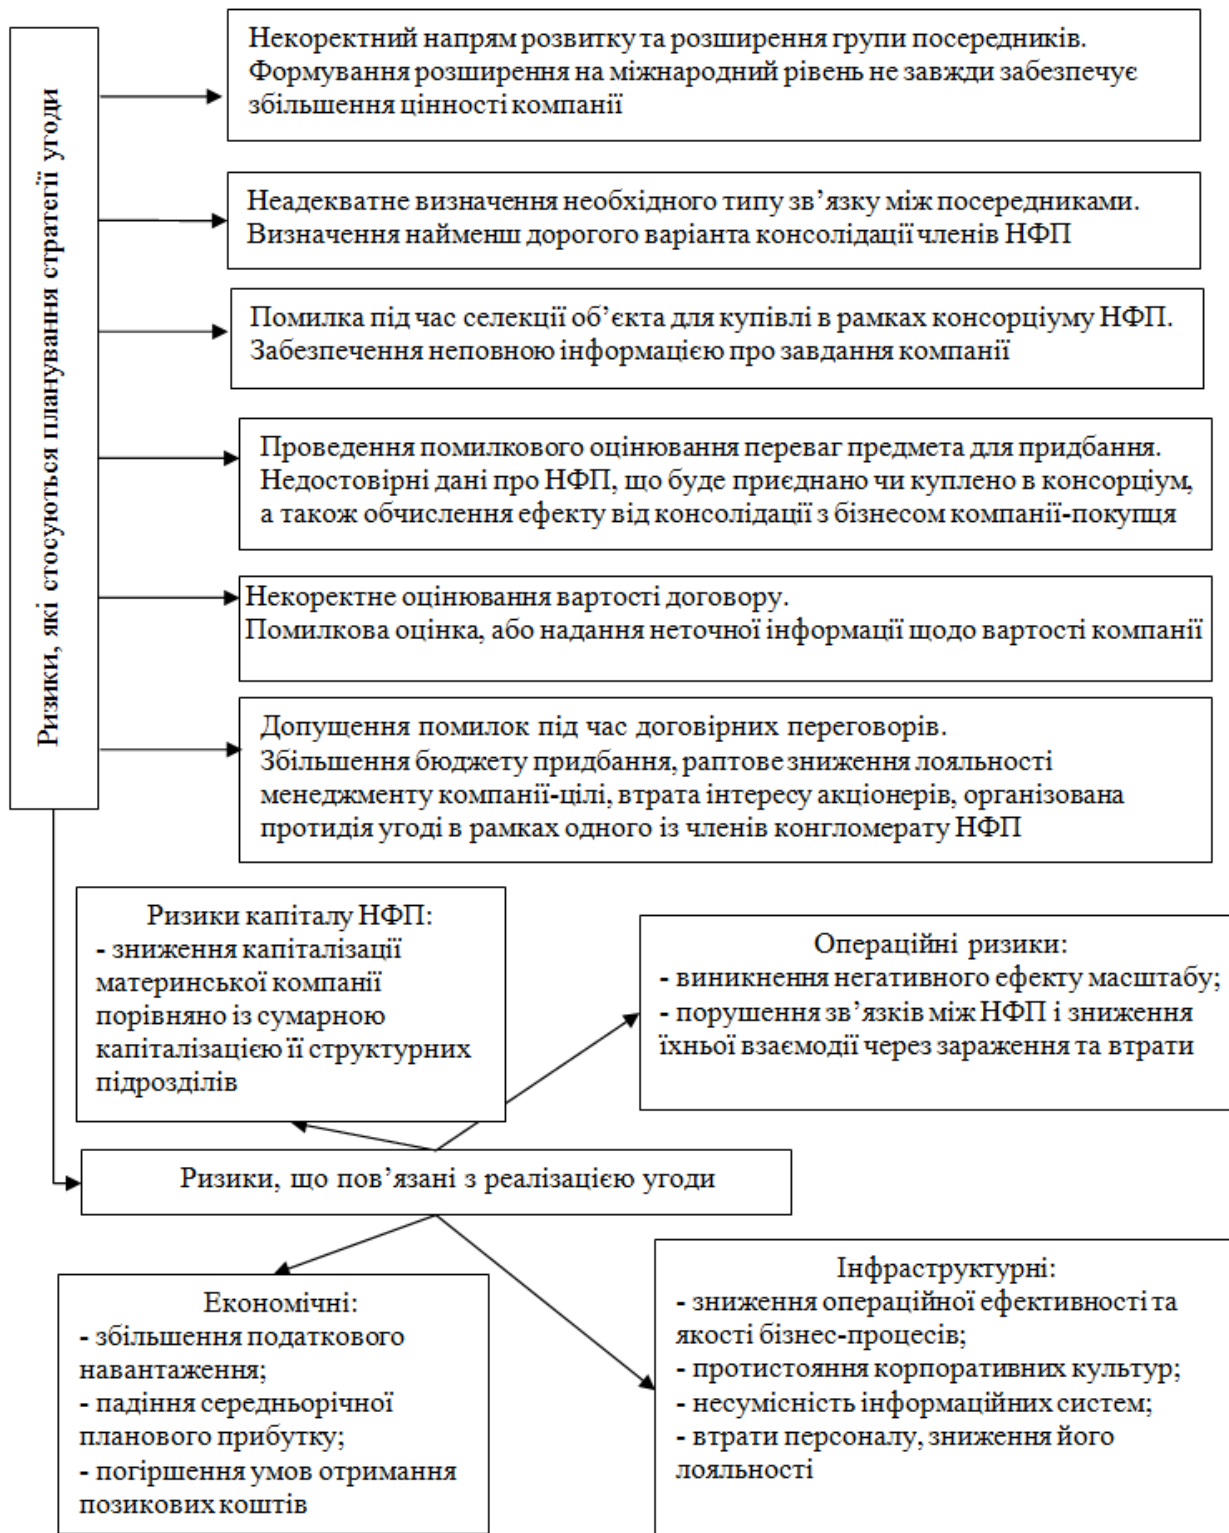 Ризики, які стосуються планування стратегії угоди
Некоректний напрям розвитку та розширення групи посередників.
Формування розширення на міжнародний рівень не завжди забезпечує
збільшення цінності компанії
Неадекватне визначення необхідного типу зв’язку між посередниками.
Визначення найменш дорогого варіанта консолідації членів НФП
Помилка під час селекції об’єкта для купівлі в рамках консорціуму НФП.
Забезпечення неповною інформацією про завдання компанії
Проведення помилкового оцінювання переваг предмета для придбання.
Недостовірні дані про НФП, що буде приєднано чи куплено в консорціум,
а також обчислення ефекту від консолідації з бізнесом компанії-покупця
Некоректне оцінювання вартості договору.
Помилкова оцінка, або надання неточної інформації щодо вартості компанії
Допущення помилок під час договірних переговорів.
Збільшення бюджету придбання, раптове зниження лояльності
менеджменту компанії-цілі, втрата інтересу акціонерів, організована
протидія угоді в рамках одного із членів конгломерату НФП
Ризики капіталу НФП:
- зниження капіталізації
материнської компанії
порівняно із сумарною
капіталізацією її структурних
підрозділів
Операційні ризики:
- виникнення негативного ефекту масштабу;
- порушення зв’язків між НФП і зниження
їхньої взаємодії через зараження та втрати
Ризики, що пов’язані з реалізацією угоди
Економічні:
- збільшення податкового
навантаження;
- падіння середньорічної
планового прибутку;
- погіршення умов отримання
позикових коштів
Інфраструктурні:
- зниження операційної ефективності та
якості бізнес-процесів;
- протистояння корпоративних культур;
- несумісність інформаційних систем;
- втрати персоналу, зниження його
лояльності